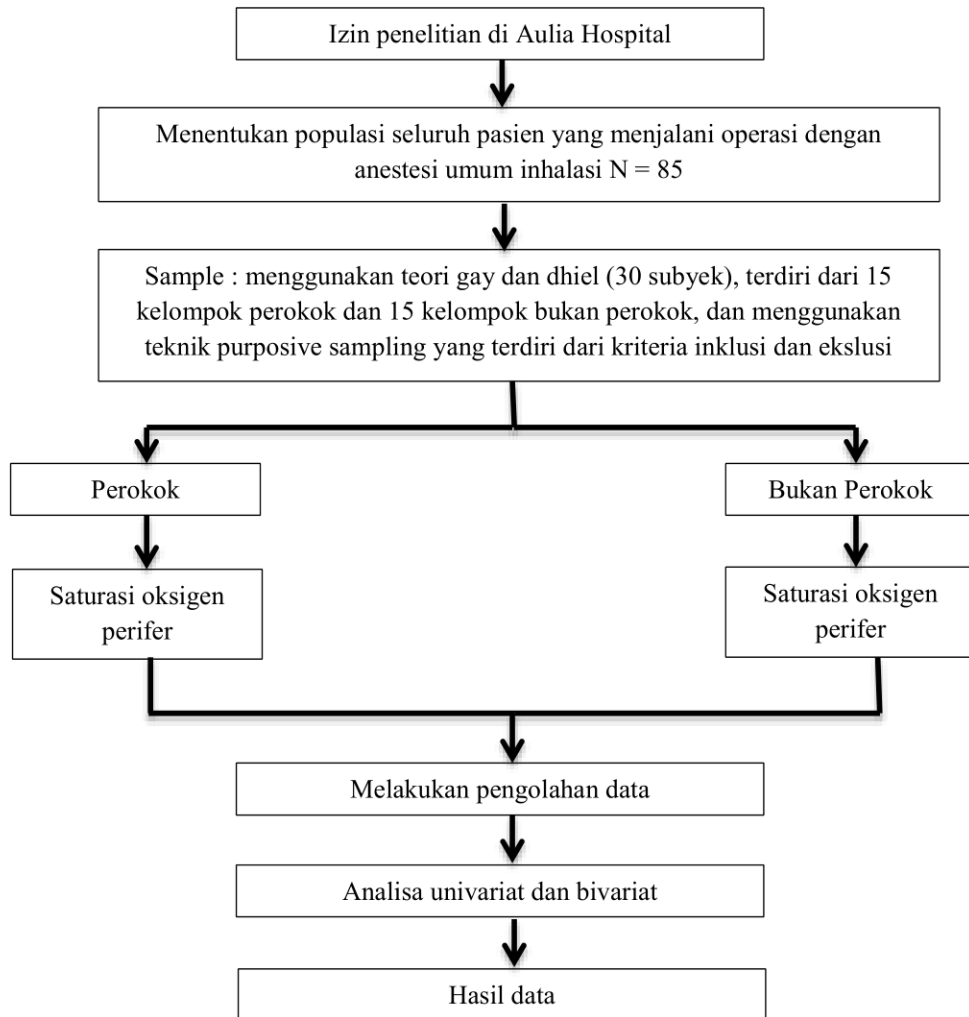 Izin penelitian di Aulia Hospital
Menentukan populasi seluruh pasien yang menjalani operasi dengan
anestesi umum inhalasi N = 85
Sample : menggunakan teori gay dan dhiel (30 subyek), terdiri dari 15
kelompok perokok dan 15 kelompok bukan perokok, dan menggunakan
teknik purposive sampling yang terdiri dari kriteria inklusi dan ekslusi
Perokok
Bukan Perokok
Saturasi oksigen
perifer
Saturasi oksigen
perifer
Melakukan pengolahan data
Analisa univariat dan bivariat
Hasil data